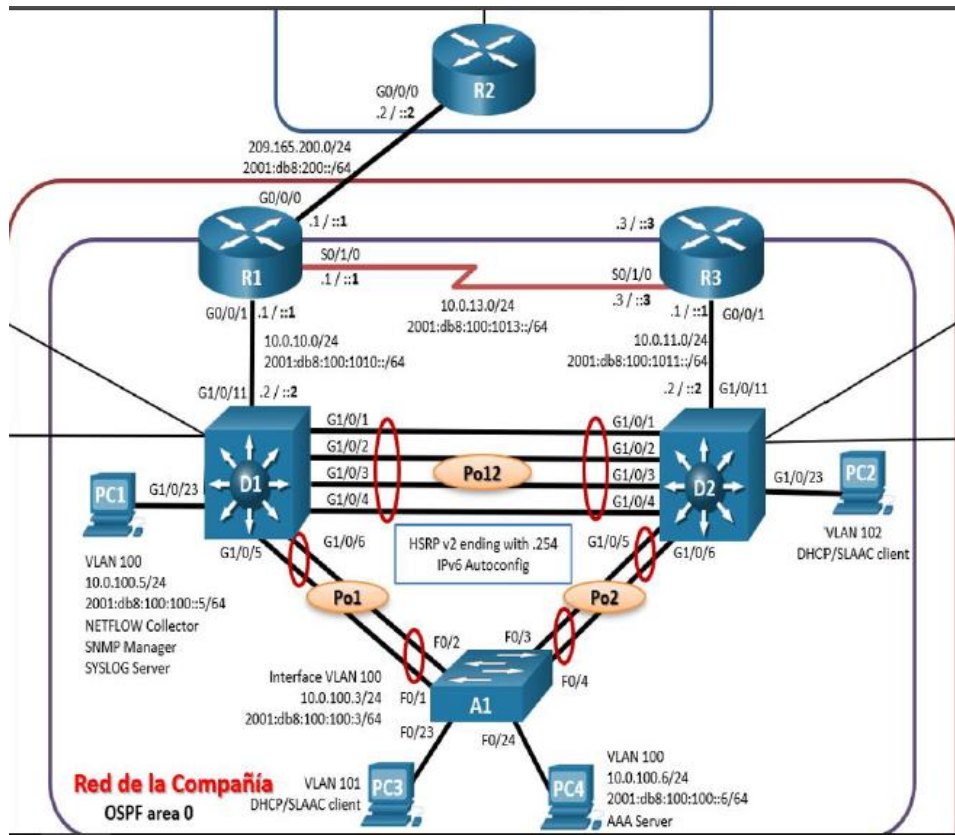 R2
G0/0/0
.2 / ::2
209.165.200.0/24
2001:db8:200::/64
G0/0/0
.1 / ::1
R1
S0/1/0
.1 / ::1
.3 / ::3
R3
S0/1/0
.3 / ::3
10.0.13.0/24
2001:db8:100:1013::/64
G0/0/1
.1 / ::1
10.0.10.0/24
2001:db8:100:1010::/64
.1 / ::1
G0/0/1
10.0.11.0/24
2001:db8:100:1011::/64
G1/0/11
.2 / ::2
.2 / ::2
G1/0/11
D1
G1/0/1
G1/0/2
G1/0/3
G1/0/4
Po12
G1/0/1
G1/0/2
G1/0/3
G1/0/4
D2
PC1
G1/0/23
VLAN 100
10.0.100.5/24
2001:db8:100:100::5/64
NETFLOW Collector
SNMP Manager
SYSLOG Server
G1/0/23
PC2
VLAN 102
DHCP/SLAAC client
G1/0/5
G1/0/6
HSRP v2 ending with .254
IPv6 Autoconfig
G1/0/5
G1/0/6
Po1
Po2
F0/2
F0/3
F0/1
F0/4
Interface VLAN 100
10.0.100.3/24
2001:db8:100:100:3/64
A1
F0/23
F0/24
VLAN 101
DHCP/SLAAC client
PC3
PC4
VLAN 100
10.0.100.6/24
2001:db8:100:100::6/64
AAA Server
Red de la Compañía
OSPF area 0